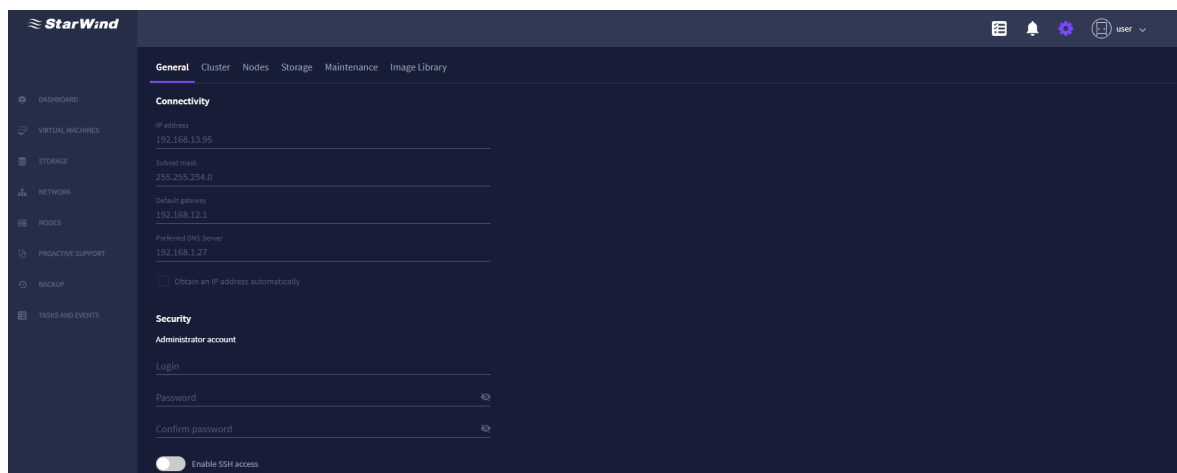 StarWind
user
General Cluster Nodes Storage Maintenance Image Library
DASHBOARD
VIRTUAL MACHINES
STORAGE
NETWORK
NODES
PROACTIVE SUPPORT
BACKUP
TASKS AND EVENTS
Connectivity
IP address
192.168.13.95
Subnet mask
255.255.254.0
Default gateway
192.168.12.1
Preferred DNS Server
192.168.1.27
Obtain an IP address automatically
Security
Administrator account
Login
Password
Confirm password
Enable SSH access